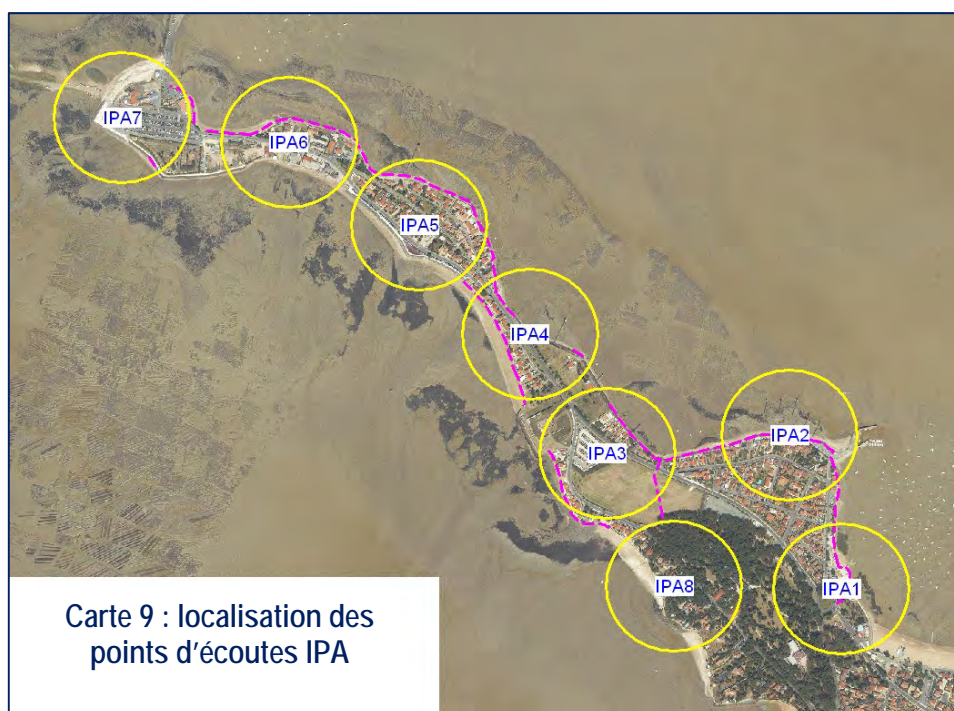 IPA7
IPA6
IPA5
IPA4
IPA3
IPA2
IPA8
IPA1
Carte 9 : localisation des
points d'écoutes IPA